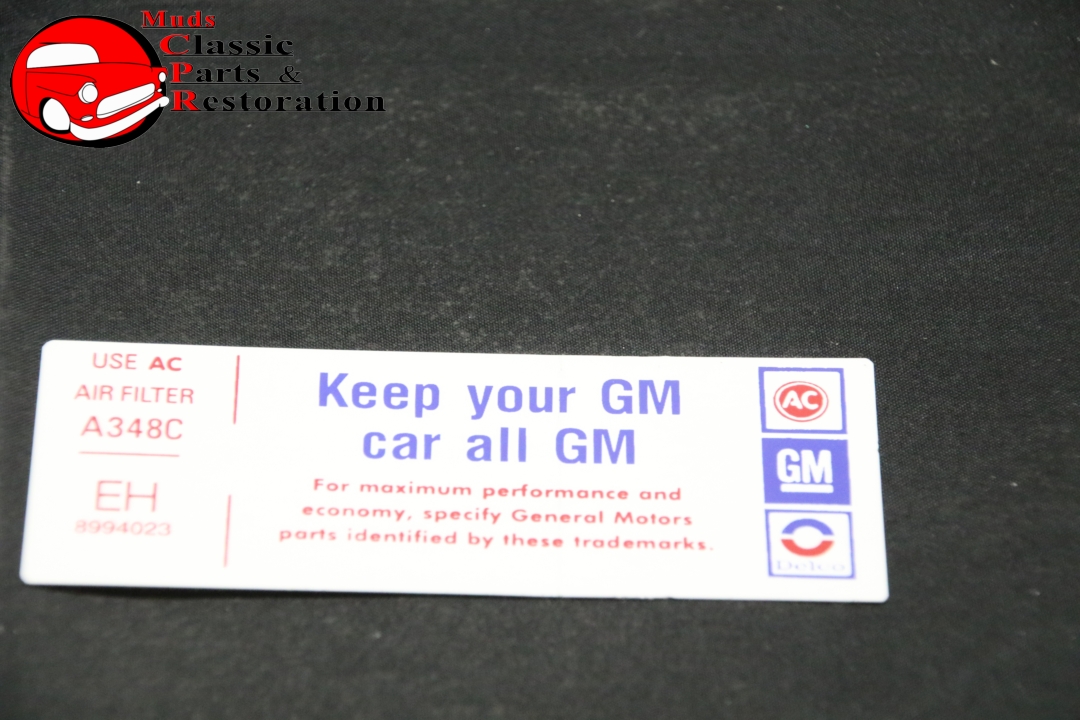 Muds
Classic
Parts &
Restoration
USE AC
AIR FILTER
A348C
EH
8994023
Keep your GM
car all GM
For maximum performance and
economy, specify General Motors
parts identified by these trademarks.
AC
GM
Delco